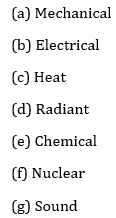 (a) Mechanical
(b) Electrical
(c) Heat
(d) Radiant
(e) Chemical
(f) Nuclear
(g) Sound